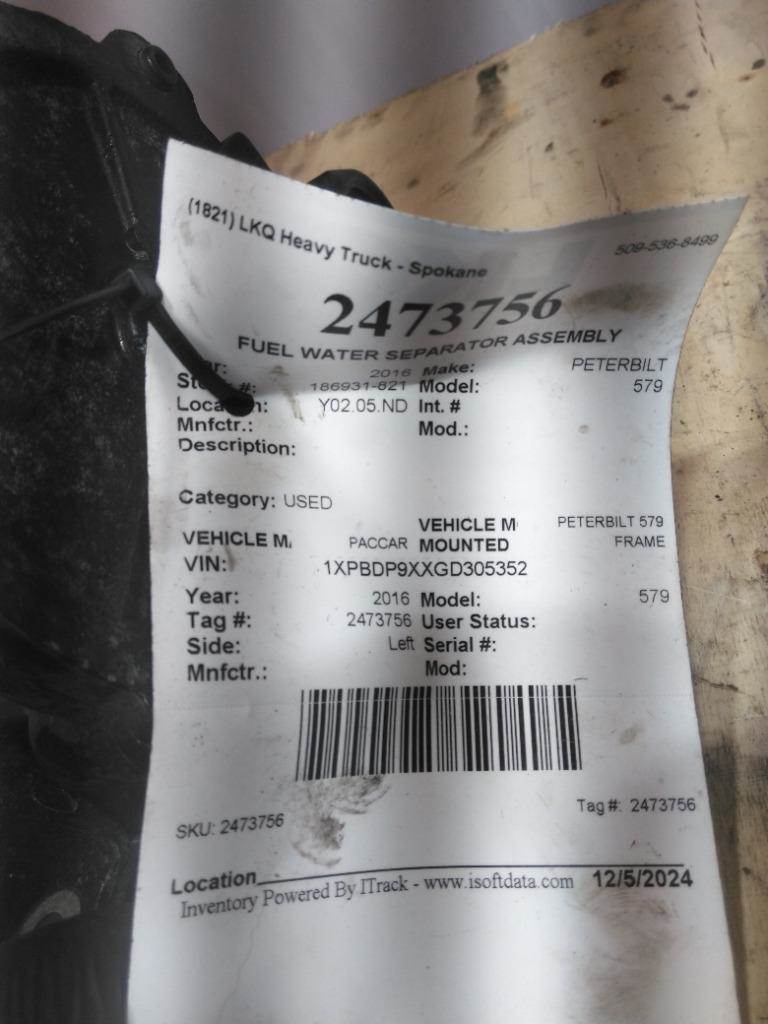 (1821) LKQ Heavy Truck - Spokane 509-536-8499
2473756
FUEL WATER SEPARATOR ASSEMBLY
2016 Make: PETERBILT
186931-821 Model: 579
Y02.05.ND Int. #
Mnfctr.: Mod.:
Description:
Category: USED
VEHICLE M PETERBILT 579
VEHICLE MA PACCAR MOUNTED FRAME
VIN: 1XPBDP9XXGD305352
Year: 2016 Model: 579
Tag #: 2473756 User Status:
Side: Left Serial #:
Mnfctr.: Mod:
Tag #: 2473756
SKU: 2473756
Location
Inventory Powered By ITrack - www.isoftdata.com 12/5/2024